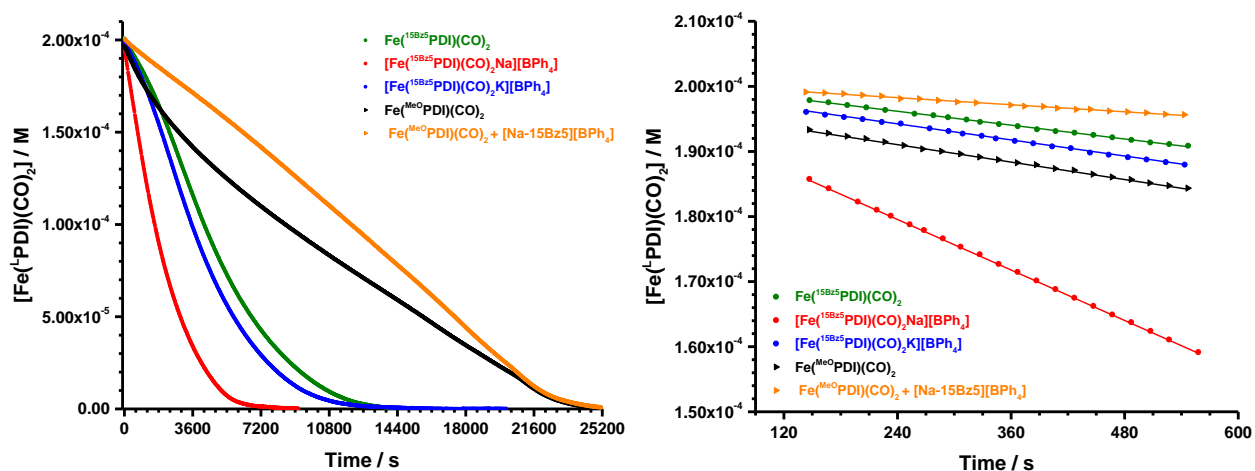 [Fe(ᴸPDI)(CO)₂] / M
2.00x10⁻⁴
1.50x10⁻⁴
1.00x10⁻⁴
5.00x10⁻⁵
0.00
0 3600 7200 10800 14400 18000 21600 25200
Time / s
Fe(¹⁵ᴮᶻ⁵PDI)(CO)₂
[Fe(¹⁵ᴮᶻ⁵PDI)(CO)₂Na][BPh₄]
[Fe(¹⁵ᴮᶻ⁵PDI)(CO)₂K][BPh₄]
Fe(ᴹᵉᴼPDI)(CO)₂
Fe(ᴹᵉᴼPDI)(CO)₂ + [Na-15Bz5][BPh₄]
[Fe(ᴸPDI)(CO)₂] / M
2.10x10⁻⁴
2.00x10⁻⁴
1.90x10⁻⁴
1.80x10⁻⁴
1.70x10⁻⁴
1.60x10⁻⁴
1.50x10⁻⁴
120 240 360 480 600
Time / s
Fe(¹⁵ᴮᶻ⁵PDI)(CO)₂
[Fe(¹⁵ᴮᶻ⁵PDI)(CO)₂Na][BPh₄]
[Fe(¹⁵ᴮᶻ⁵PDI)(CO)₂K][BPh₄]
Fe(ᴹᵉᴼPDI)(CO)₂
Fe(ᴹᵉᴼPDI)(CO)₂ + [Na-15Bz5][BPh₄]